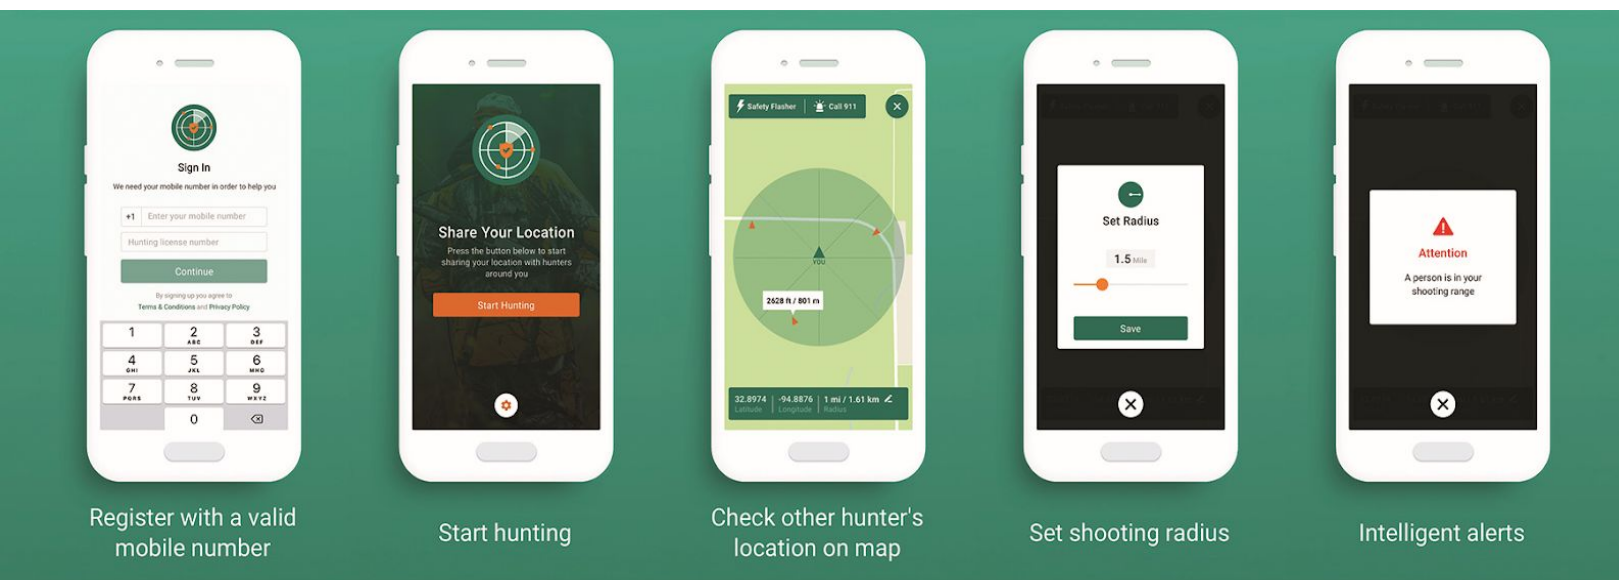 Sign In
We need your mobile number in order to help you
+1 Enter your mobile number
Hunting license number
Continue
By signing up you agree to
Terms & Conditions and Privacy Policy
1 2 3
ABC DEF
4 5 6
GHI JKL MNO
7 8 9
PQRS TUV WXYZ
0
Register with a valid
mobile number
Share Your Location
Press the button below to start
sharing your location with hunters
around you
Start Hunting
Start hunting
Safety Flasher Call 911
YOU
2628 ft / 801 m
32.8974 -94.8876 1 mi / 1.61 km
Latitude Longitude Radius
Check other hunter's
location on map
Set Radius
1.5 Mile
Save
Set shooting radius
Attention
A person is in your
shooting range
Intelligent alerts